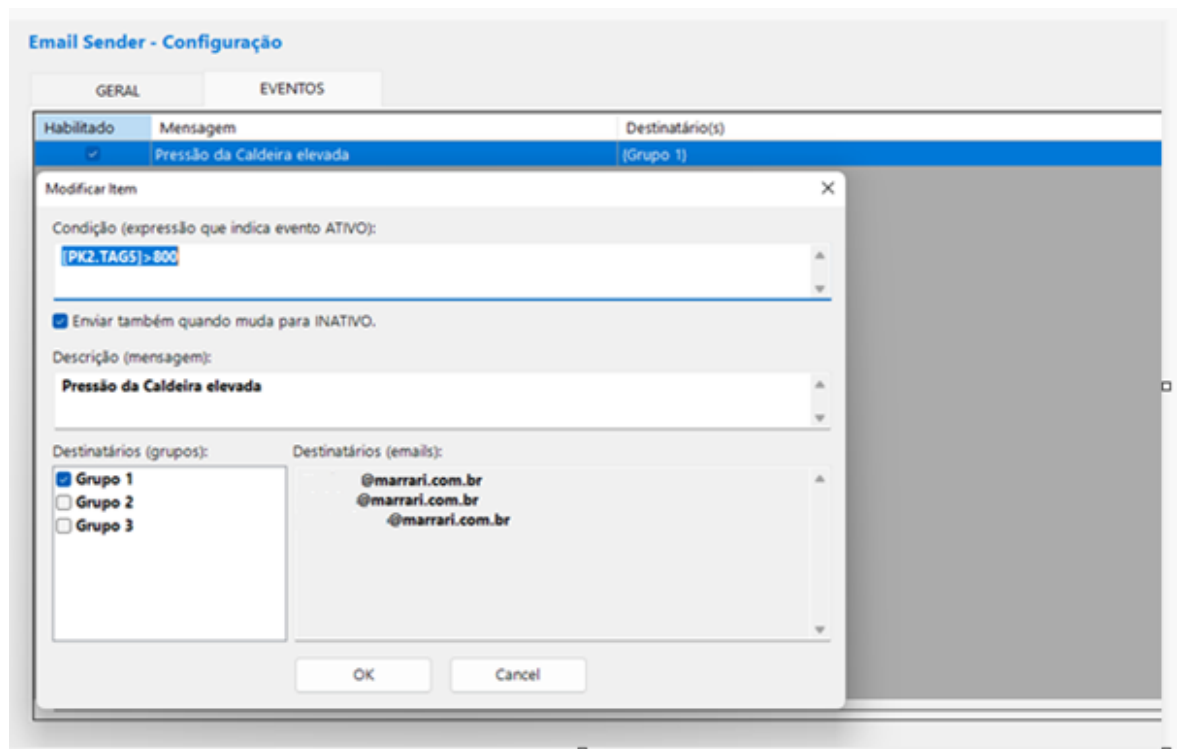 Email Sender - Configuração
GERAL EVENTOS
Habilitado Mensagem Destinatário(s)
Pressão da Caldeira elevada {Grupo 1}
Modificar Item
Condição (expressão que indica evento ATIVO):
[PK2.TAG5]>800
Enviar também quando muda para INATIVO.
Descrição (mensagem):
Pressão da Caldeira elevada
Destinatários (grupos): Destinatários (emails):
Grupo 1 @marrari.com.br
Grupo 2 @marrari.com.br
Grupo 3 @marrari.com.br
OK Cancel